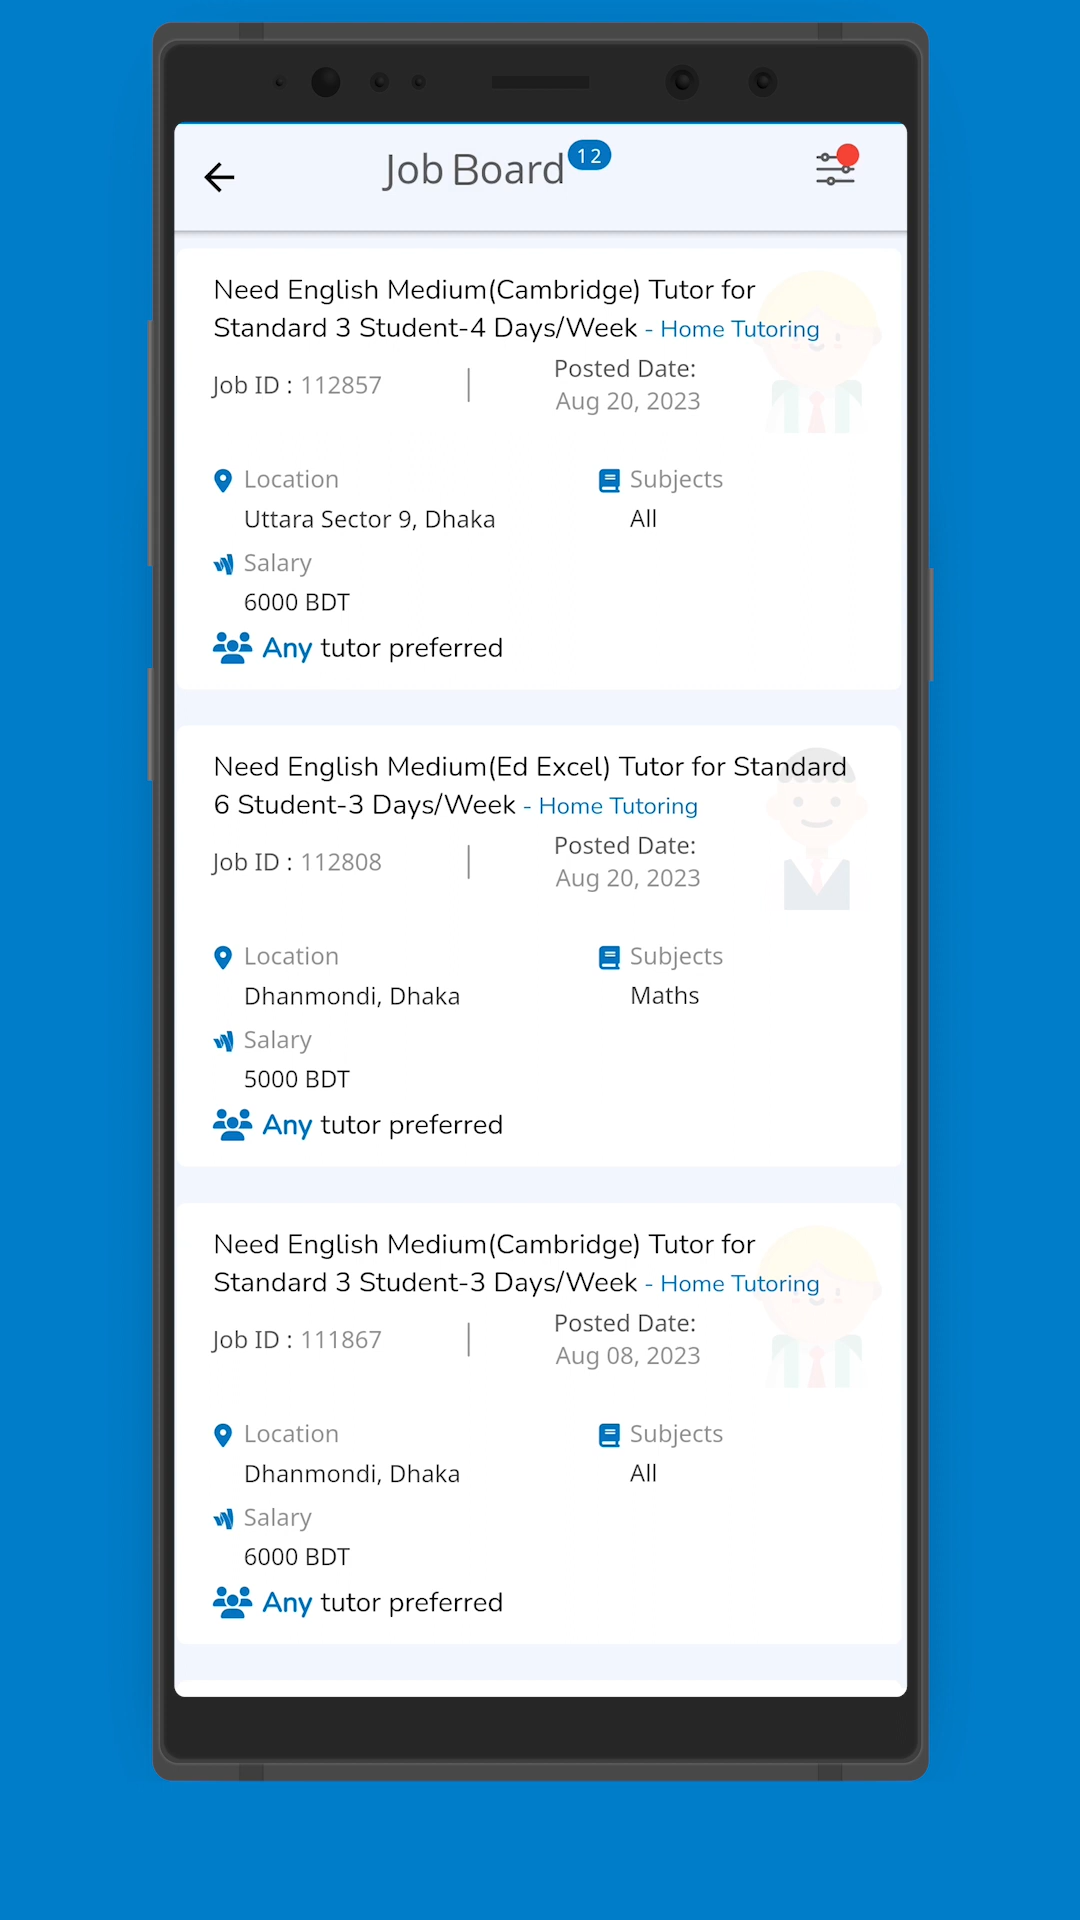 Job Board 12
Need English Medium(Cambridge) Tutor for
Standard 3 Student-4 Days/Week - Home Tutoring
Job ID : 112857 | Posted Date:
Aug 20, 2023
Location Subjects
Uttara Sector 9, Dhaka All
Salary
6000 BDT
Any tutor preferred
Need English Medium(Ed Excel) Tutor for Standard
6 Student-3 Days/Week - Home Tutoring
Job ID : 112808 | Posted Date:
Aug 20, 2023
Location Subjects
Dhanmondi, Dhaka Maths
Salary
5000 BDT
Any tutor preferred
Need English Medium(Cambridge) Tutor for
Standard 3 Student-3 Days/Week - Home Tutoring
Job ID : 111867 | Posted Date:
Aug 08, 2023
Location Subjects
Dhanmondi, Dhaka All
Salary
6000 BDT
Any tutor preferred